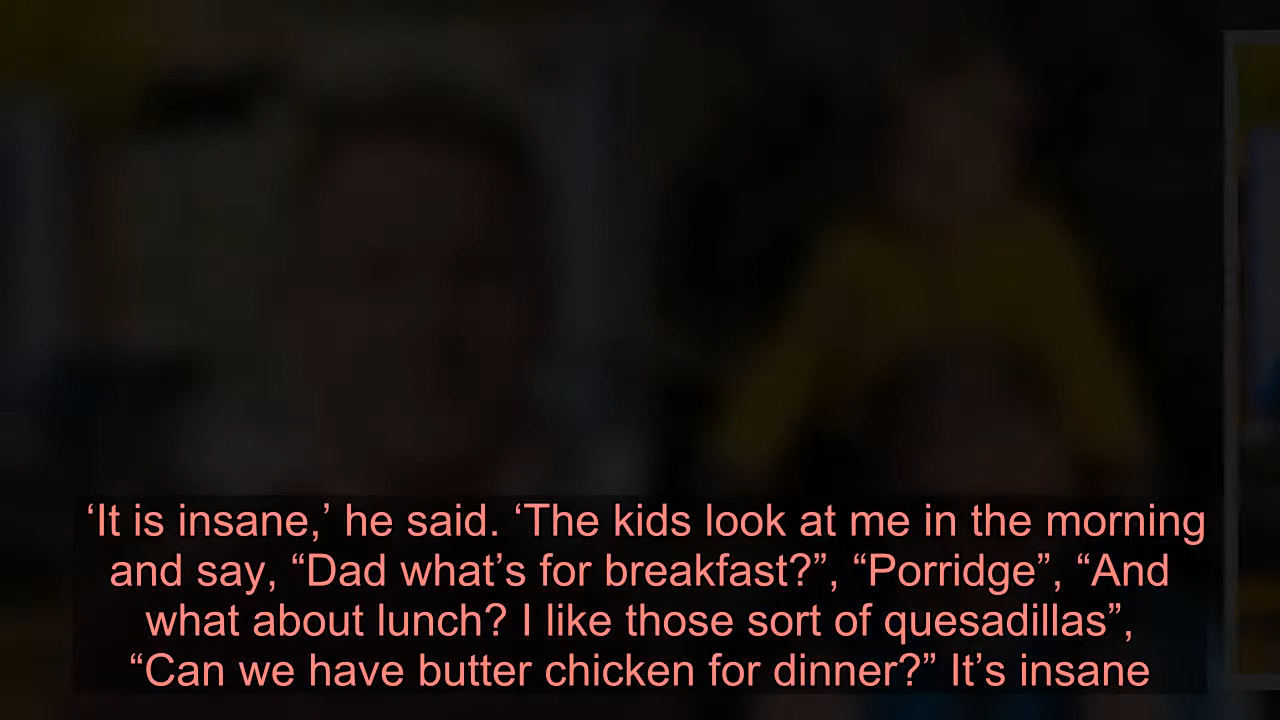 ‘It is insane,’ he said. ‘The kids look at me in the morning
and say, “Dad what’s for breakfast?”, “Porridge”, “And
what about lunch? I like those sort of quesadillas”,
“Can we have butter chicken for dinner?” It’s insane